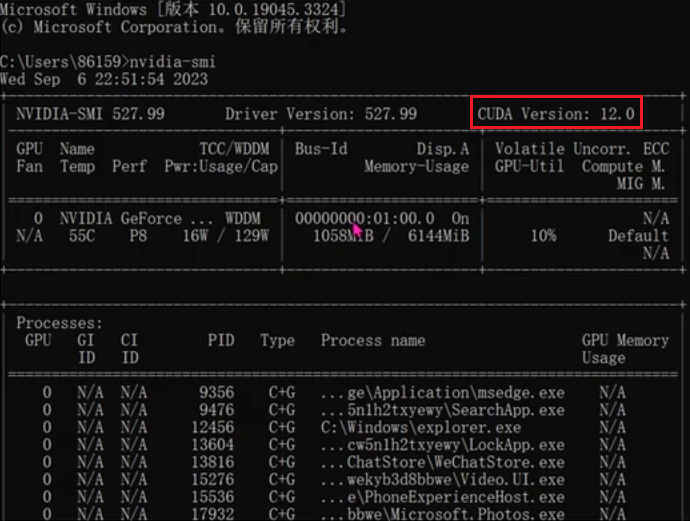 Microsoft Windows [版本 10.0.19045.3324]
(c) Microsoft Corporation。保留所有权利。
C:\Users\86159>nvidia-smi
Wed Sep  6 22:51:54 2023
NVIDIA-SMI 527.99 Driver Version: 527.99 CUDA Version: 12.0
GPU Name TCC/WDDM Bus-Id Disp.A Volatile Uncorr. ECC
Fan Temp Perf Pwr:Usage/Cap Memory-Usage GPU-Util Compute M.
MIG M.
0 NVIDIA GeForce ... WDDM 00000000:01:00.0 On N/A
N/A 55C P8 16W / 129W 1058MiB / 6144MiB 10% Default
N/A
Processes:
GPU GI CI PID Type Process name GPU Memory
ID ID Usage
0 N/A N/A 9356 C+G ...ge\Application\msedge.exe N/A
0 N/A N/A 9476 C+G ...5n1h2txyewy\SearchApp.exe N/A
0 N/A N/A 12456 C+G C:\Windows\explorer.exe N/A
0 N/A N/A 13604 C+G ...cw5n1h2txyewy\LockApp.exe N/A
0 N/A N/A 13816 C+G ...ChatStore\WeChatStore.exe N/A
0 N/A N/A 15276 C+G ...wekyb3d8bbwe\Video.UI.exe N/A
0 N/A N/A 15536 C+G ...e\PhoneExperienceHost.exe N/A
0 N/A N/A 17932 C+G ...bbwe\Microsoft.Photos.exe N/A